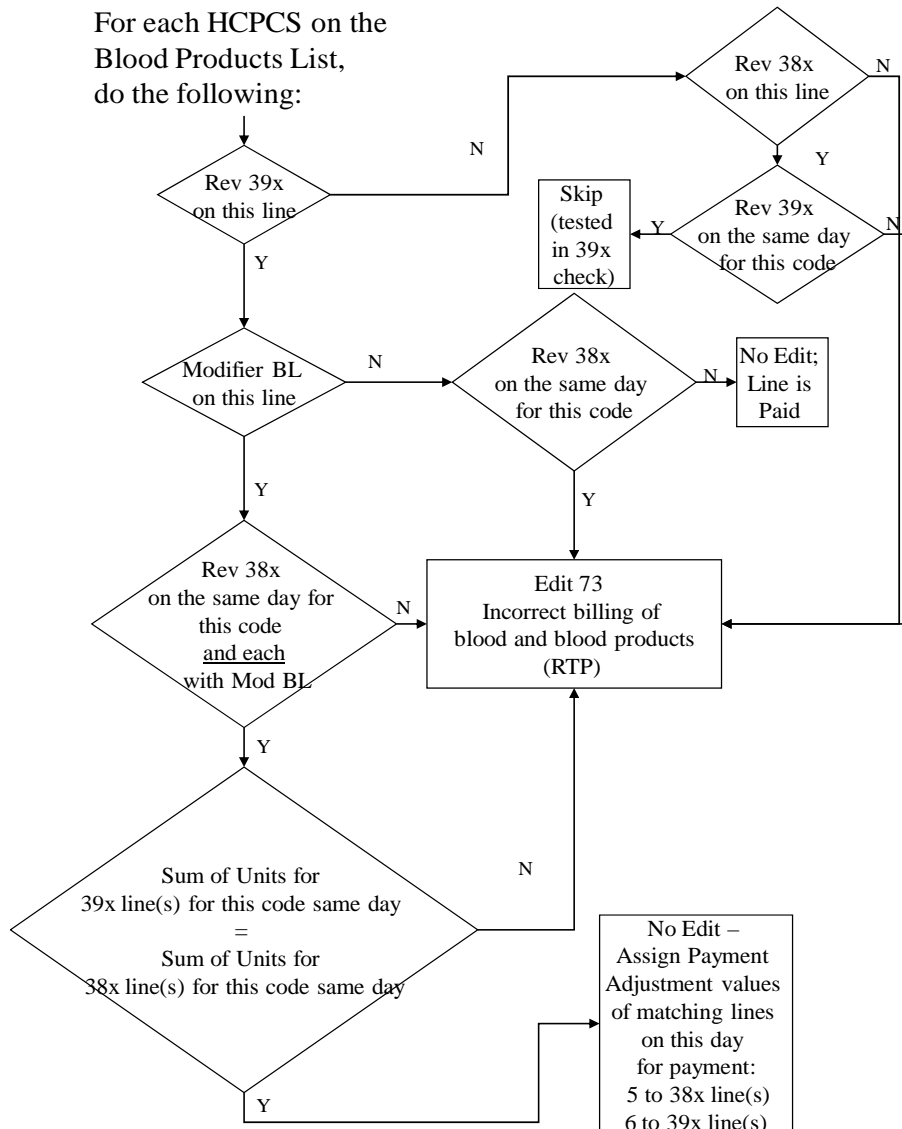 For each HCPCS on the
Blood Products List,
do the following:
Rev 38x
on this line
N
Y
N
Rev 39x
on this line
Y
Rev 39x
on the same day
for this code
N
Y
Skip
(tested
in 39x
check)
Modifier BL
on this line
N
Rev 38x
on the same day
for this code
N
No Edit;
Line is
Paid
Y
Y
Rev 38x
on the same day for
this code
and each
with Mod BL
N
Edit 73
Incorrect billing of
blood and blood products
(RTP)
Y
Sum of Units for
39x line(s) for this code same day
=
Sum of Units for
38x line(s) for this code same day
N
Y
No Edit –
Assign Payment
Adjustment values
of matching lines
on this day
for payment:
5 to 38x line(s)
6 to 39x line(s)